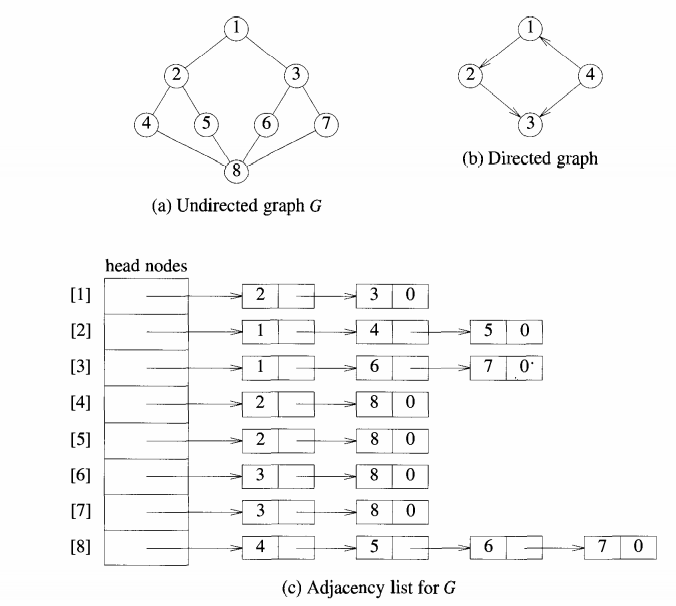 1
2 3
4 5 6 7
8
(a) Undirected graph G
1
2 4
3
(b) Directed graph
head nodes
[1] 2 3 0
[2] 1 4 5 0
[3] 1 6 7 0
[4] 2 8 0
[5] 2 8 0
[6] 3 8 0
[7] 3 8 0
[8] 4 5 6 7 0
(c) Adjacency list for G